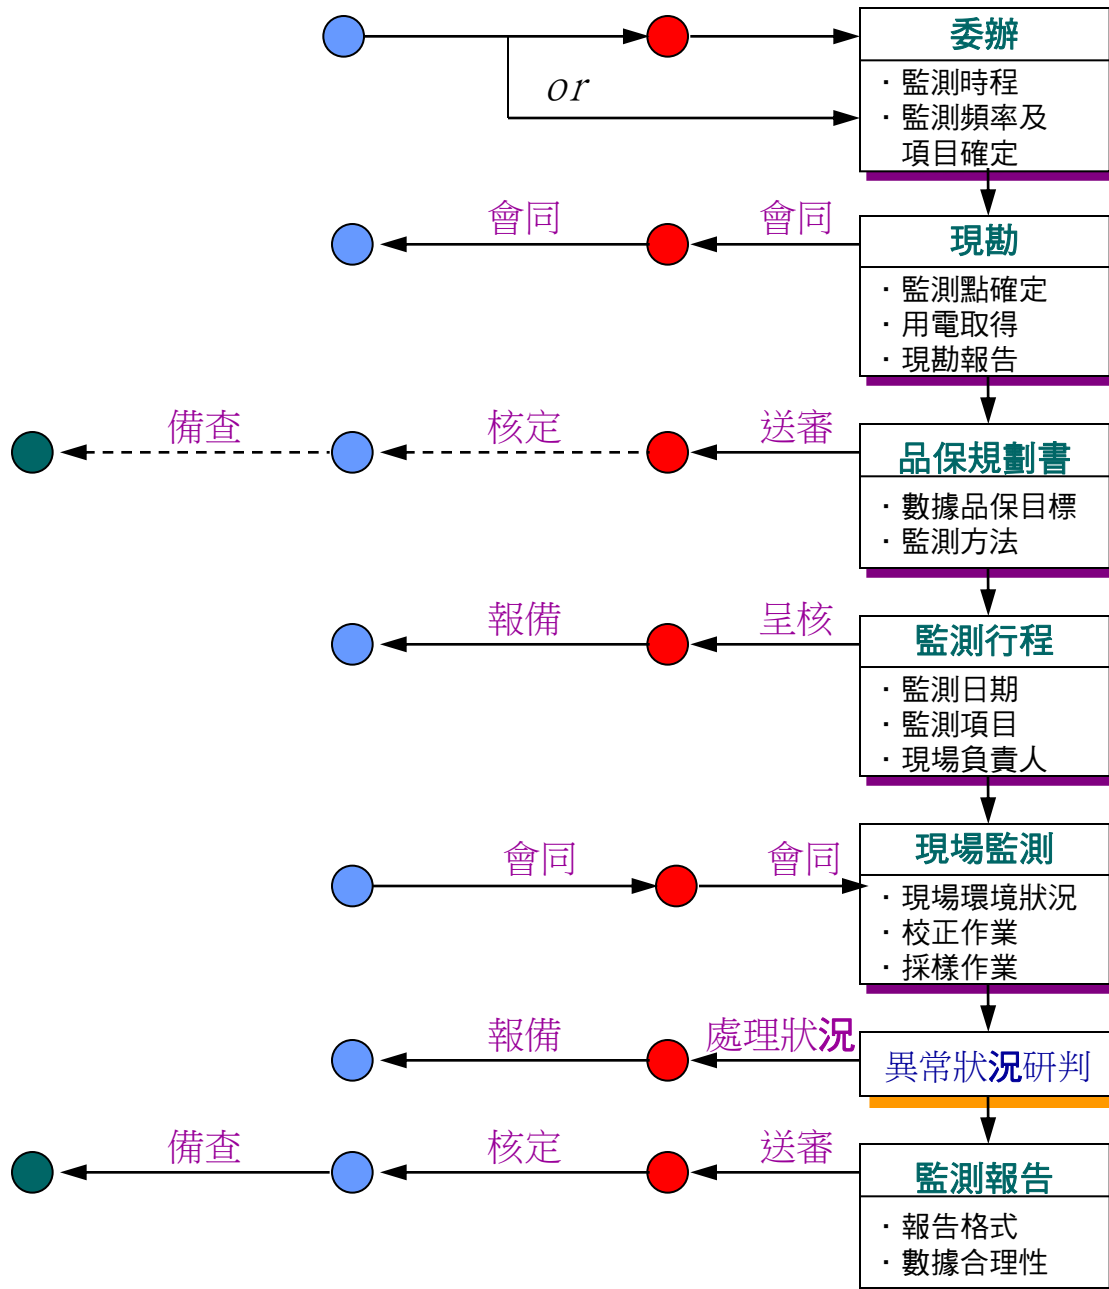 委辦
‧監測時程
‧監測頻率及
項目確定
or
會同
會同
現勘
‧監測點確定
‧用電取得
‧現勘報告
備查
核定
送審
品保規劃書
‧數據品保目標
‧監測方法
報備
呈核
監測行程
‧監測日期
‧監測項目
‧現場負責人
會同
會同
現場監測
‧現場環境狀況
‧校正作業
‧採樣作業
報備
處理狀況
異常狀況研判
備查
核定
送審
監測報告
‧報告格式
‧數據合理性